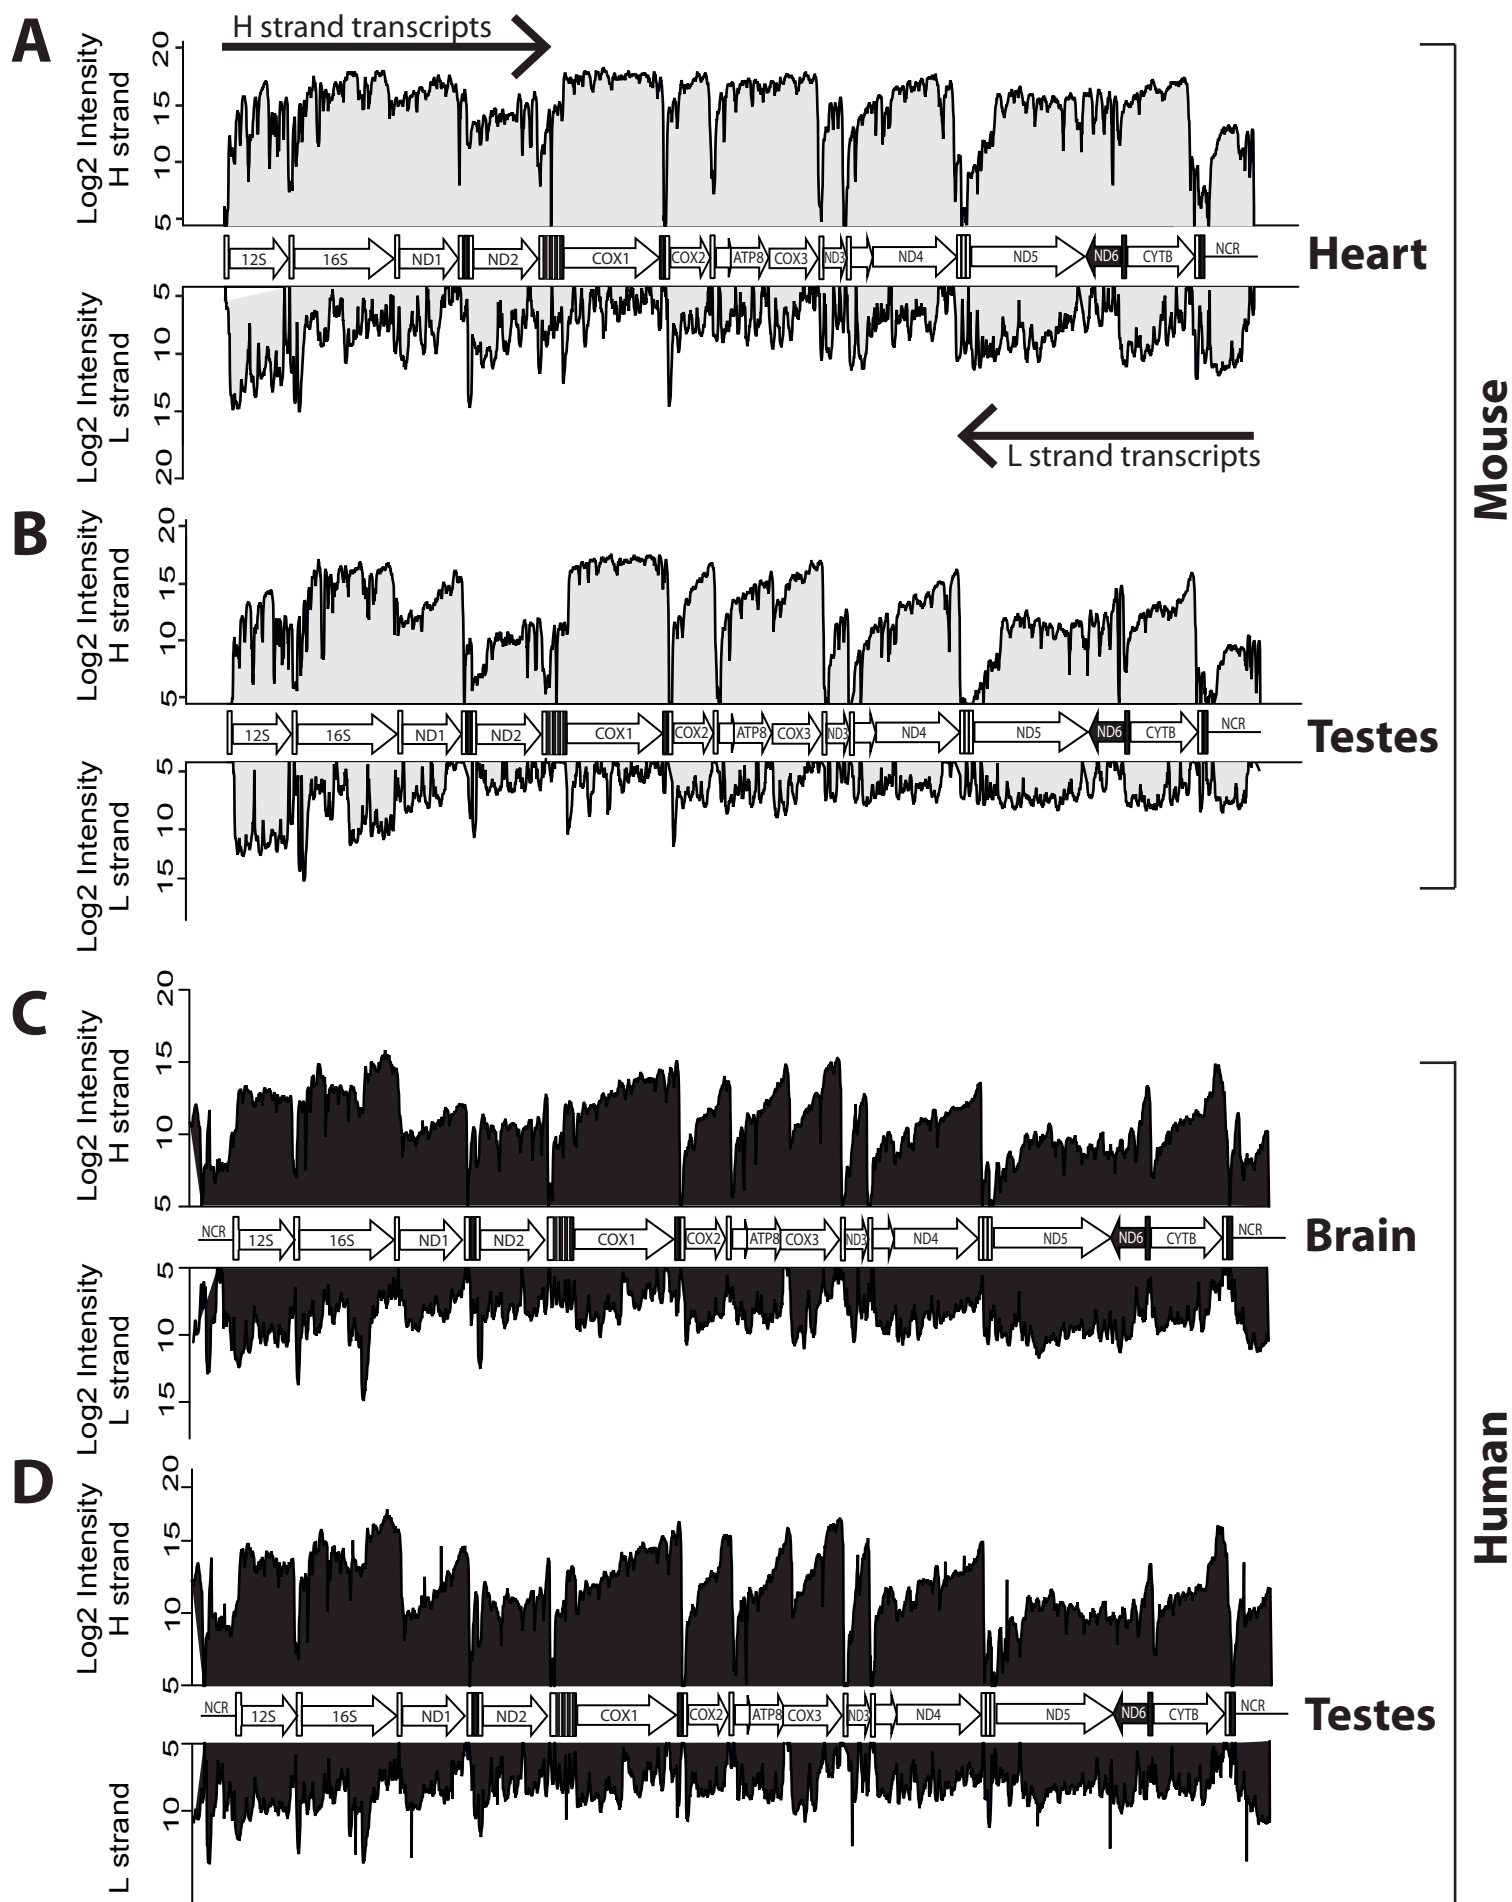 A
H strand transcripts
Log2 Intensity
H strand
20
15
10
5
12S 16S ND1 ND2 COX1 COX2 ATP8 COX3 ND3 ND4 ND5 ND6 CYTB NCR
Heart
Log2 Intensity
L strand
5
10
15
20
L strand transcripts
Mouse
B
Log2 Intensity
H strand
20
15
10
5
12S 16S ND1 ND2 COX1 COX2 ATP8 COX3 ND3 ND4 ND5 ND6 CYTB NCR
Testes
Log2 Intensity
L strand
5
10
15
C
Log2 Intensity
H strand
20
15
10
5
NCR 12S 16S ND1 ND2 COX1 COX2 ATP8 COX3 ND3 ND4 ND5 ND6 CYTB NCR
Brain
Log2 Intensity
L strand
5
10
15
Human
D
Log2 Intensity
H strand
20
15
10
5
NCR 12S 16S ND1 ND2 COX1 COX2 ATP8 COX3 ND3 ND4 ND5 ND6 CYTB NCR
Testes
L strand
5
10